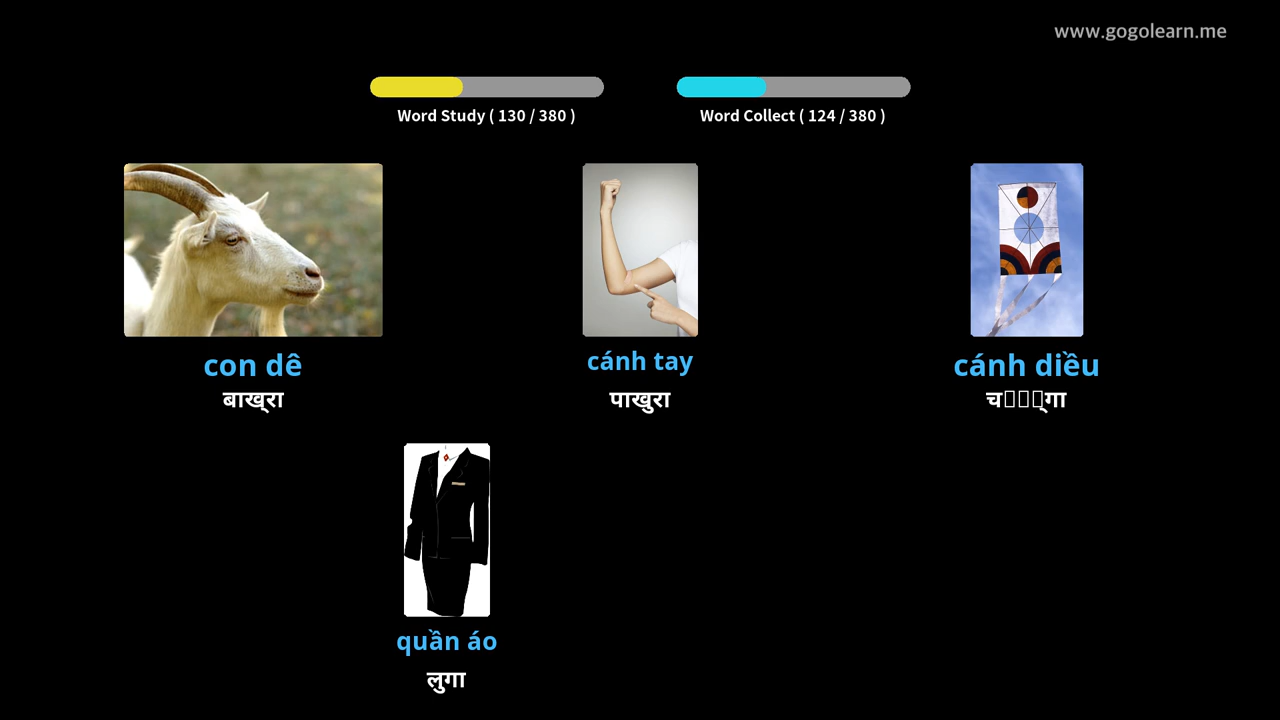 www.gogolearn.me
Word Study ( 130 / 380 )
Word Collect ( 124 / 380 )
con dê
cánh tay
cánh diều
बाख्रा
पाखुरा
quần áo
लुगा